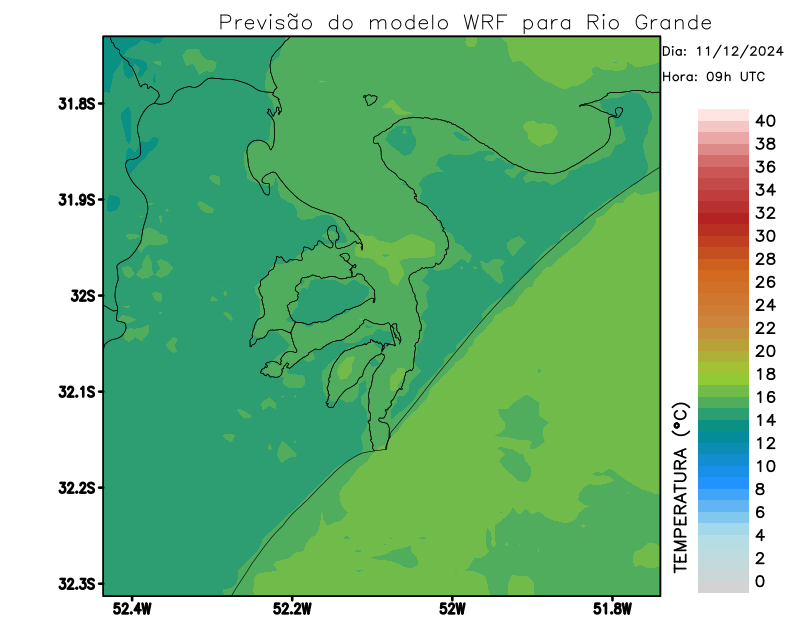 Previsão do modelo WRF para Rio Grande
Dia: 11/12/2024
Hora: 09h UTC
31.8S
31.9S
32S
32.1S
32.2S
32.3S
52.4W
52.2W
52W
51.8W
TEMPERATURA (°C)
40
38
36
34
32
30
28
26
24
22
20
18
16
14
12
10
8
6
4
2
0